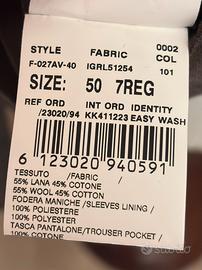 STYLE FABRIC 0002
COL
F-027AV-40 IGRL51254 101
SIZE: 50 7REG
REF ORD INT ORD IDENTITY
/23020/94 KK411223 EASY WASH
6 123020 940591
TESSUTO /FABRIC /
55% LANA 45% COTONE
55% WOOL 45% COTTON
FODERA MANICHE /SLEEVES LINING /
100% POLIESTERE
100% POLYESTER
TASCA PANTALONE/TROUSER POCKET /
100% COTONE
subito